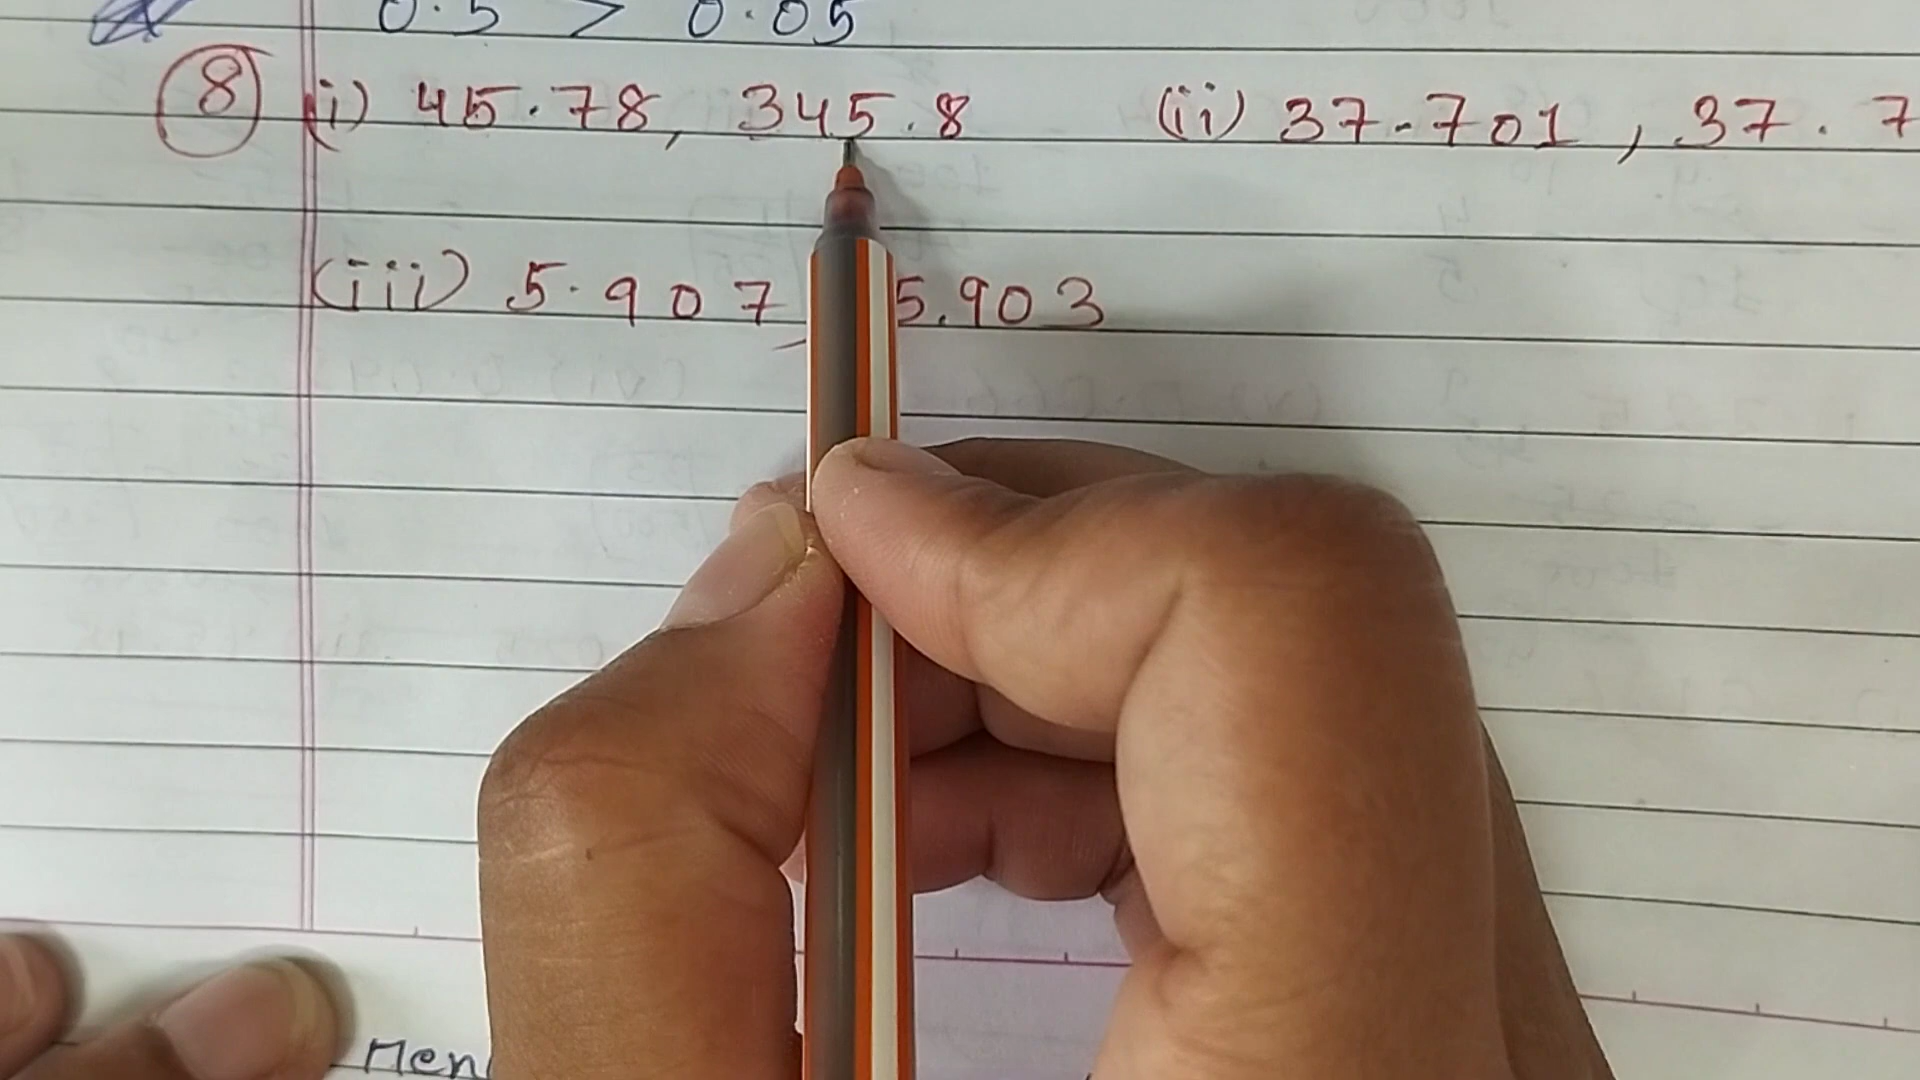 0.5 > 0.05
8 (i) 45.78, 345.8 (ii) 37.701, 37.7
(iii) 5.907, 5.903
Men